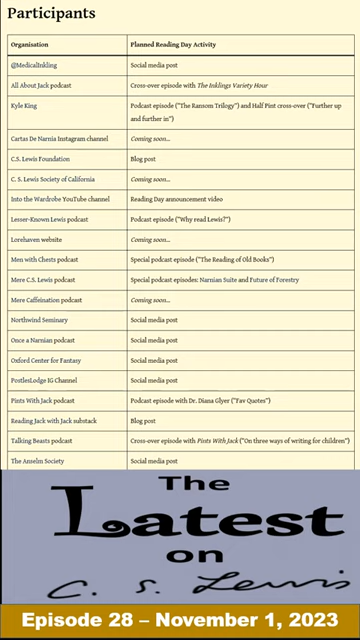 Participants
Organisation Planned Reading Day Activity
@MedicalInkling Social media post
All About Jack podcast Cross-over episode with The Inklings Variety Hour
Kyle King Podcast episode ("The Ransom Trilogy") and Half Pint cross-over ("Further up
and further in")
Cartas De Narnia Instagram channel Coming soon...
C.S. Lewis Foundation Blog post
C. S. Lewis Society of California Coming soon...
Into the Wardrobe YouTube channel Reading Day announcement video
Lesser-Known Lewis podcast Podcast episode ("Why read Lewis?")
Lorehaven website Coming soon...
Men with Chests podcast Special podcast episode ("The Reading of Old Books")
Mere C.S. Lewis podcast Special podcast episodes: Narnian Suite and Future of Forestry
Mere Caffeination podcast Coming soon...
Northwind Seminary Social media post
Once a Narnian podcast Social media post
Oxford Center for Fantasy Social media post
PostlesLodge IG Channel Social media post
Pints With Jack podcast Podcast episode with Dr. Diana Glyer ("Fav Quotes")
Reading Jack with Jack substack Blog post
Talking Beasts podcast Cross-over episode with Pints With Jack ("On three ways of writing for children")
The Anselm Society Social media post
The
Latest
on
C. S. Lewis
Episode 28 – November 1, 2023